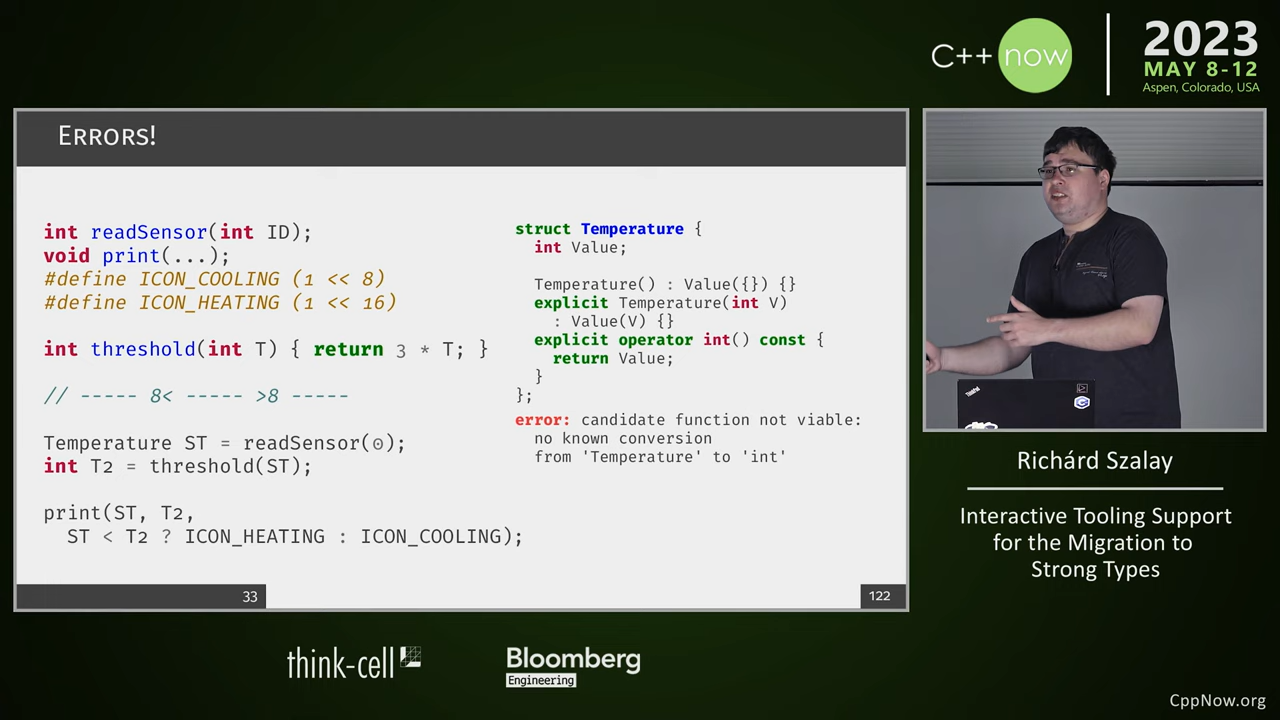 C++ now
2023
MAY 8-12
Aspen, Colorado, USA
ERRORS!
int readSensor(int ID);
void print(...);
#define ICON_COOLING (1 << 8)
#define ICON_HEATING (1 << 16)
int threshold(int T) { return 3 * T; }
// ----- 8< ----- >8 -----
Temperature ST = readSensor(0);
int T2 = threshold(ST);
print(ST, T2,
ST < T2 ? ICON_HEATING : ICON_COOLING);
struct Temperature {
int Value;
Temperature() : Value({}) {}
explicit Temperature(int V)
: Value(V) {}
explicit operator int() const {
return Value;
}
};
error: candidate function not viable:
no known conversion
from 'Temperature' to 'int'
33
122
Richárd Szalay
Interactive Tooling Support
for the Migration to
Strong Types
think-cell
Bloomberg
Engineering
CppNow.org